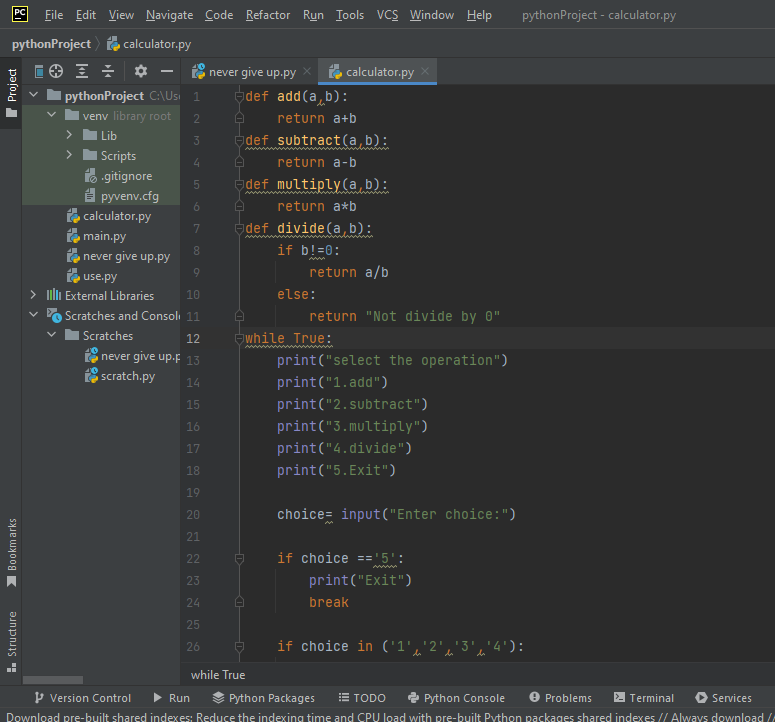 PC File Edit View Navigate Code Refactor Run Tools VCS Window Help pythonProject - calculator.py
pythonProject calculator.py
Project
never give up.py calculator.py
pythonProject C:\Use
venv library root
Lib
Scripts
.gitignore
pyvenv.cfg
calculator.py
main.py
never give up.py
use.py
External Libraries
Scratches and Consol
Scratches
never give up.p
scratch.py
1 def add(a,b):
2 return a+b
3 def subtract(a,b):
4 return a-b
5 def multiply(a,b):
6 return a*b
7 def divide(a,b):
8 if b!=0:
9 return a/b
10 else:
11 return "Not divide by 0"
12 while True:
13 print("select the operation")
14 print("1.add")
15 print("2.subtract")
16 print("3.multiply")
17 print("4.divide")
18 print("5.Exit")
19
20 choice= input("Enter choice:")
21
22 if choice =='5':
23 print("Exit")
24 break
25
26 if choice in ('1','2','3','4'):
while True
Bookmarks
Structure
Version Control Run Python Packages TODO Python Console Problems Terminal Services
Download pre-built shared indexes: Reduce the indexing time and CPU load with pre-built Python packages shared indexes // Always download //